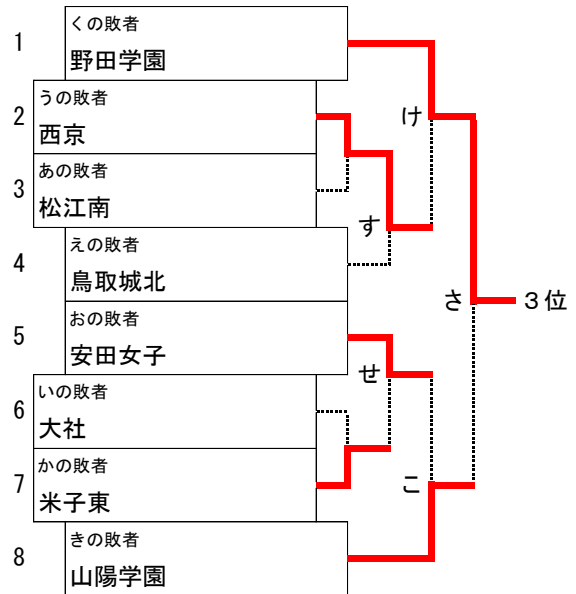 1
くの敗者
野田学園
2
うの敗者
西京
3
あの敗者
松江南
4
えの敗者
鳥取城北
5
おの敗者
安田女子
6
いの敗者
大社
7
かの敗者
米子東
8
きの敗者
山陽学園
け
す
さ
3位
せ
こ